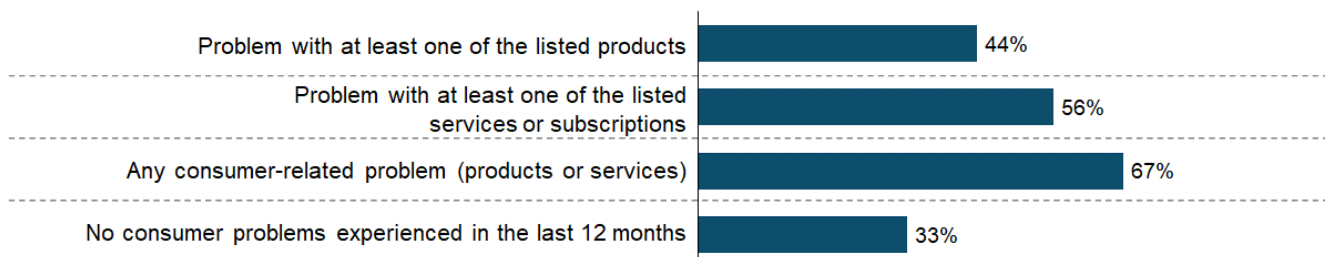 Problem with at least one of the listed products
44%
Problem with at least one of the listed
services or subscriptions
56%
Any consumer-related problem (products or services)
67%
No consumer problems experienced in the last 12 months
33%